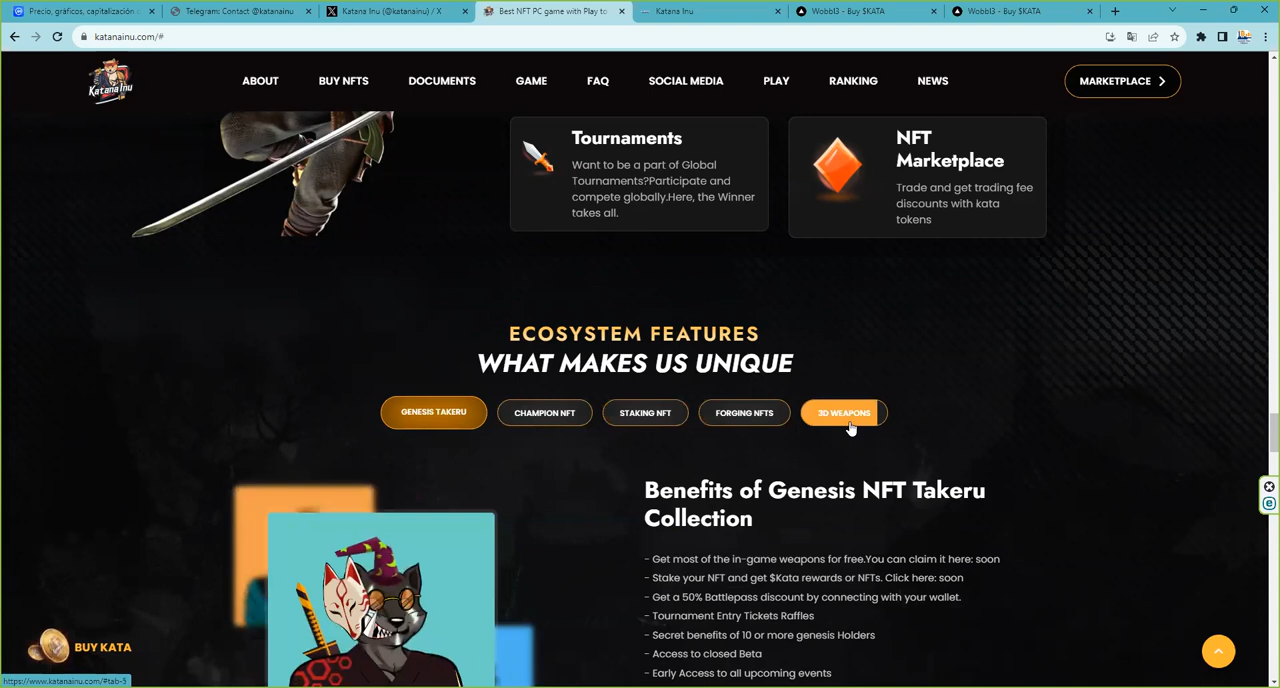 Precio, gráficos, capitalización
Telegram: Contact @katanainu
Katana Inu (@katanainu) / X
Best NFT PC game with Play to
Katana Inu
Wobbl3 - Buy $KATA
Wobbl3 - Buy $KATA
katanainu.com/#
Katana Inu
ABOUT
BUY NFTS
DOCUMENTS
GAME
FAQ
SOCIAL MEDIA
PLAY
RANKING
NEWS
MARKETPLACE
Tournaments
Want to be a part of Global
Tournaments?Participate and
compete globally.Here, the Winner
takes all.
NFT
Marketplace
Trade and get trading fee
discounts with kata
tokens
ECOSYSTEM FEATURES
WHAT MAKES US UNIQUE
GENESIS TAKERU
CHAMPION NFT
STAKING NFT
FORGING NFTS
3D WEAPONS
Benefits of Genesis NFT Takeru
Collection
- Get most of the in-game weapons for free.You can claim it here: soon
- Stake your NFT and get $Kata rewards or NFTs. Click here: soon
- Get a 50% Battlepass discount by connecting with your wallet.
- Tournament Entry Tickets Raffles
- Secret benefits of 10 or more genesis Holders
- Access to closed Beta
- Early Access to all upcoming events
BUY KATA
https://www.katanainu.com/#tab-5